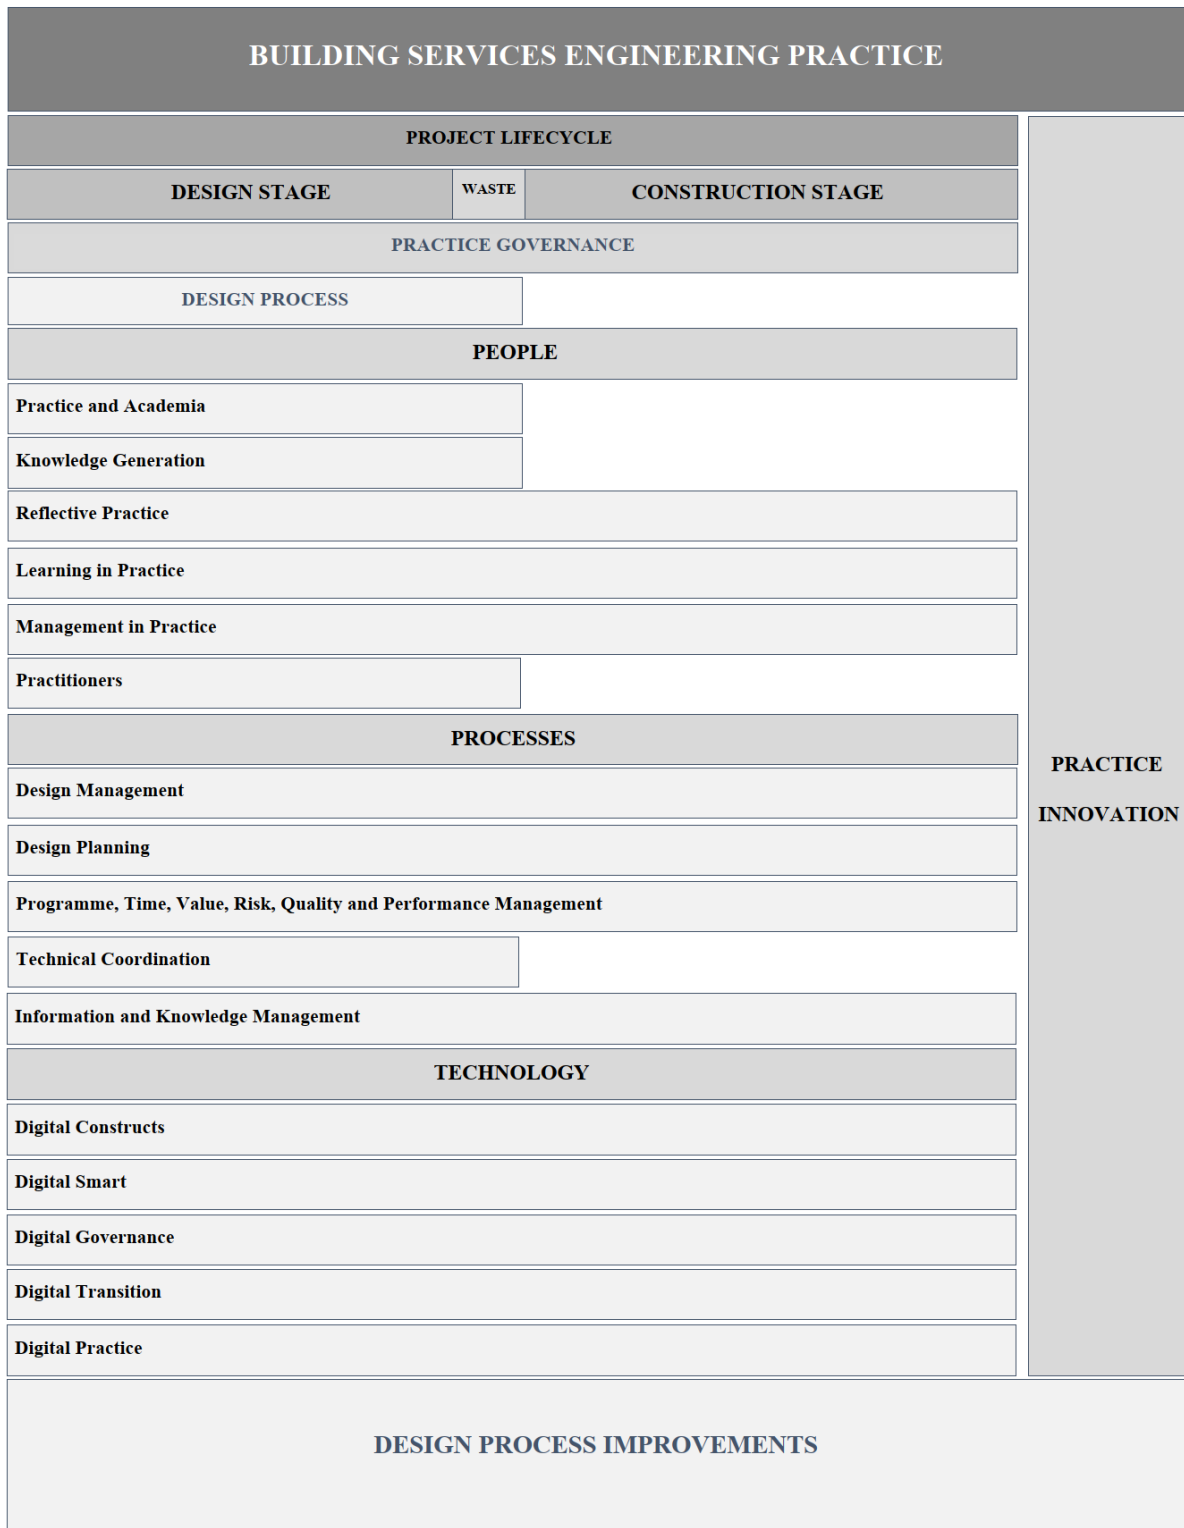 BUILDING SERVICES ENGINEERING PRACTICE
PROJECT LIFECYCLE
DESIGN STAGE
WASTE
CONSTRUCTION STAGE
PRACTICE GOVERNANCE
DESIGN PROCESS
PEOPLE
Practice and Academia
Knowledge Generation
Reflective Practice
Learning in Practice
Management in Practice
Practitioners
PROCESSES
Design Management
Design Planning
Programme, Time, Value, Risk, Quality and Performance Management
Technical Coordination
Information and Knowledge Management
TECHNOLOGY
Digital Constructs
Digital Smart
Digital Governance
Digital Transition
Digital Practice
PRACTICE
INNOVATION
DESIGN PROCESS IMPROVEMENTS